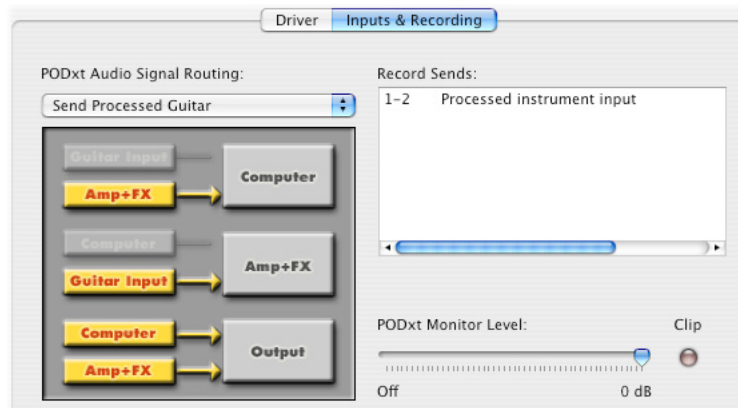 Driver
Inputs & Recording
PODxt Audio Signal Routing:
Send Processed Guitar
Guitar Input
Amp+FX
Computer
Computer
Guitar Input
Amp+FX
Computer
Amp+FX
Output
Record Sends:
1-2 Processed instrument input
PODxt Monitor Level:
Clip
Off
0 dB